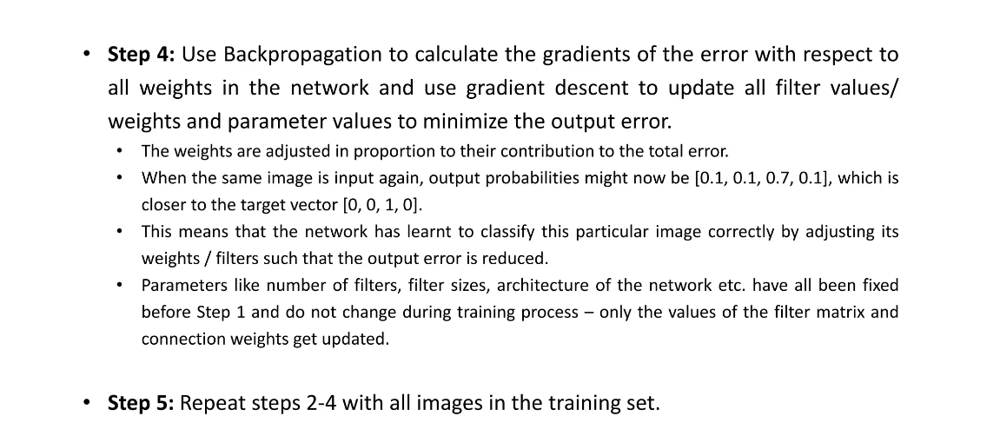 • Step 4: Use Backpropagation to calculate the gradients of the error with respect to
all weights in the network and use gradient descent to update all filter values/
weights and parameter values to minimize the output error.
• The weights are adjusted in proportion to their contribution to the total error.
• When the same image is input again, output probabilities might now be [0.1, 0.1, 0.7, 0.1], which is
closer to the target vector [0, 0, 1, 0].
• This means that the network has learnt to classify this particular image correctly by adjusting its
weights / filters such that the output error is reduced.
• Parameters like number of filters, filter sizes, architecture of the network etc. have all been fixed
before Step 1 and do not change during training process – only the values of the filter matrix and
connection weights get updated.
• Step 5: Repeat steps 2-4 with all images in the training set.